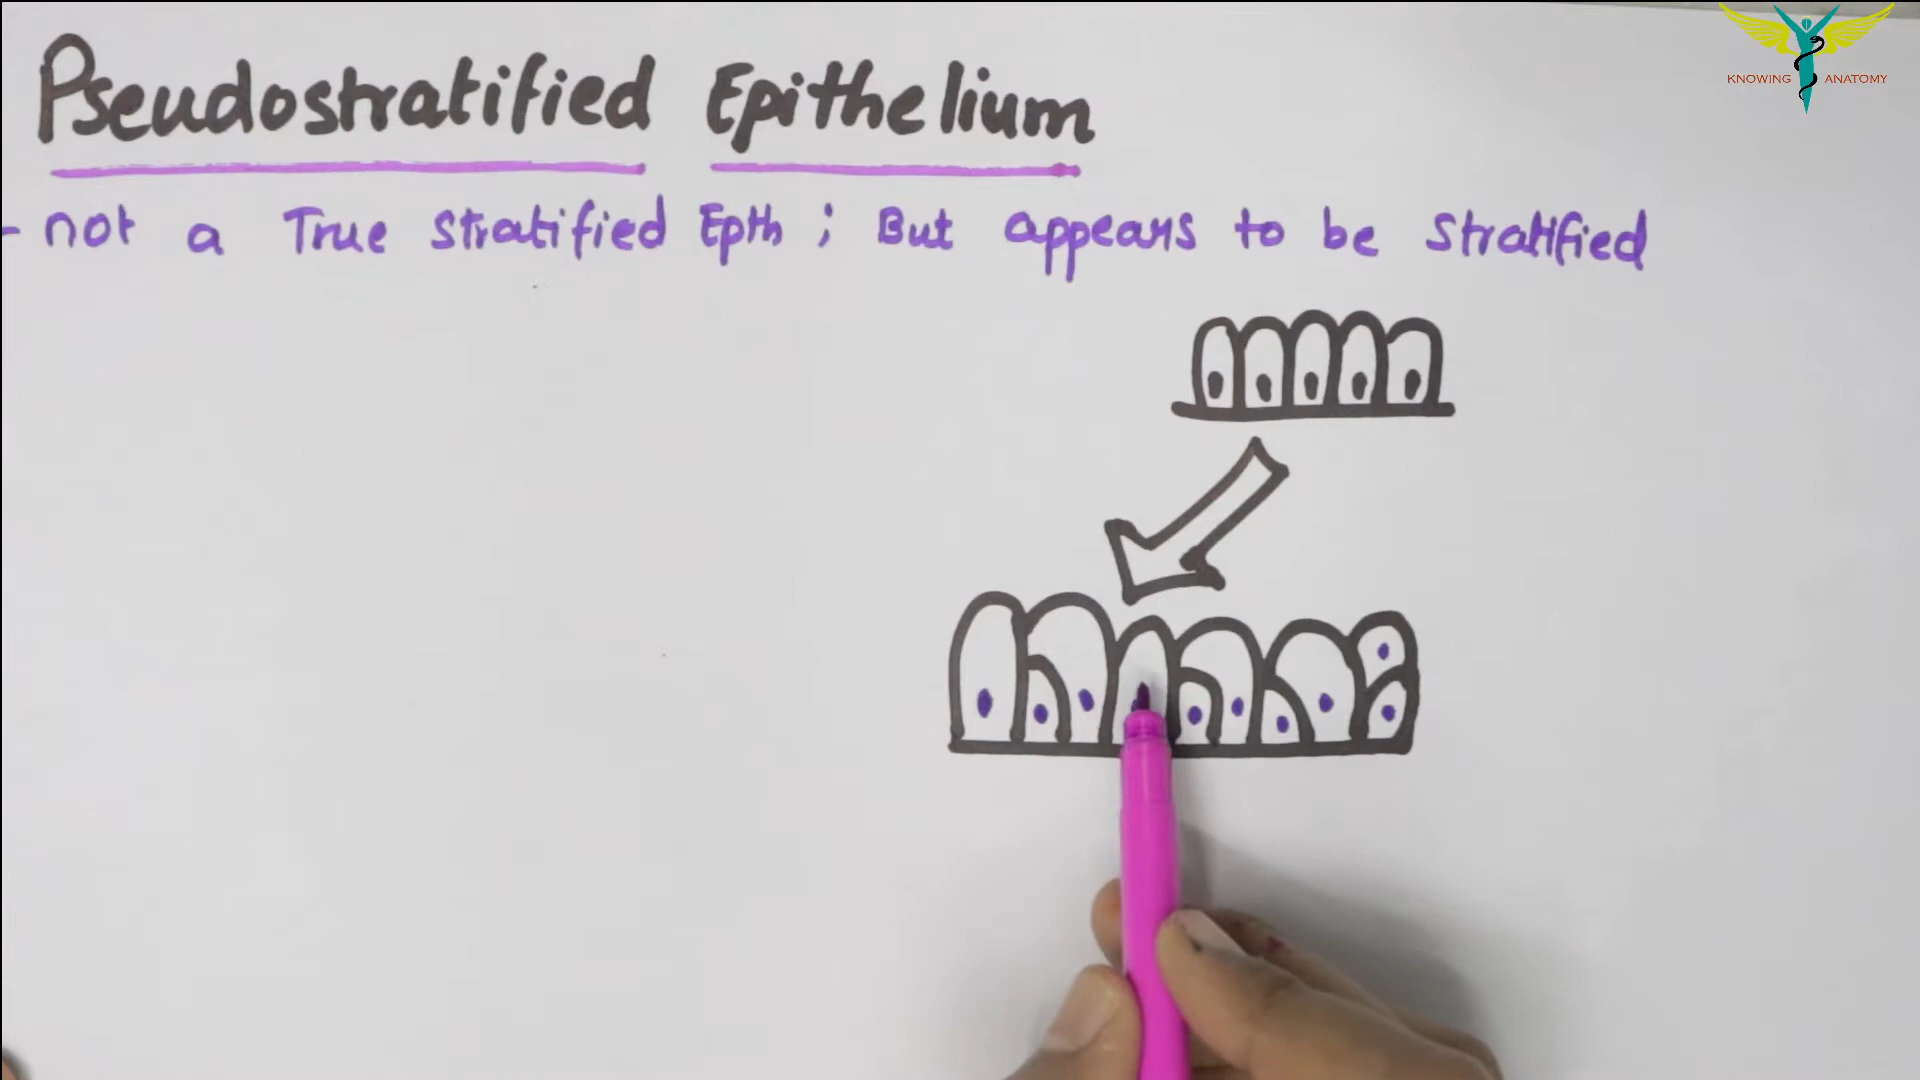 Pseudostratified Epithelium
- not a True stratified Epth ; But appears to be stratified
KNOWING ANATOMY